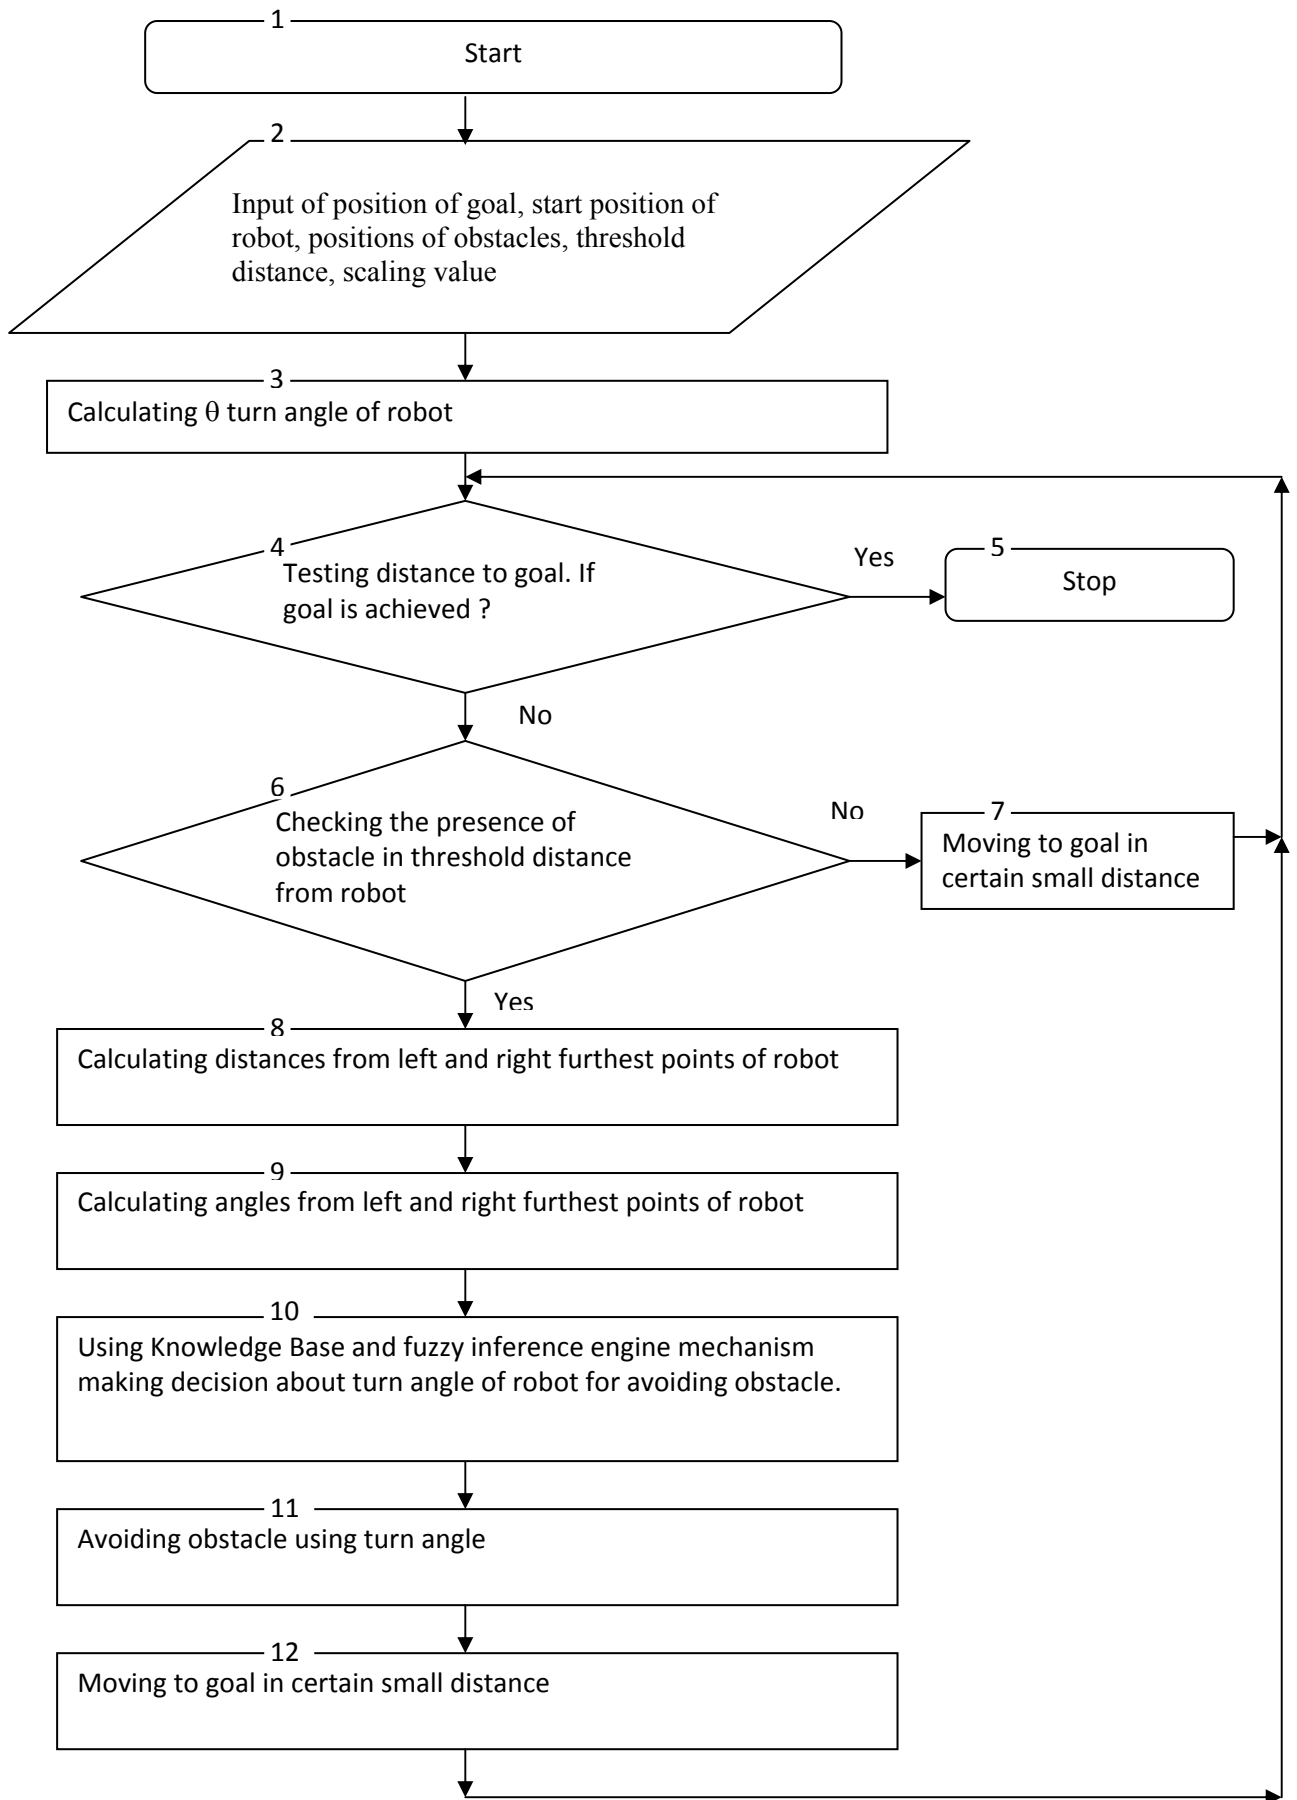 1
Start
2
Input of position of goal, start position of
robot, positions of obstacles, threshold
distance, scaling value
3
Calculating θ turn angle of robot
4
Testing distance to goal. If
goal is achieved ?
Yes
5
Stop
No
6
Checking the presence of
obstacle in threshold distance
from robot
No
7
Moving to goal in
certain small distance
Yes
8
Calculating distances from left and right furthest points of robot
9
Calculating angles from left and right furthest points of robot
10
Using Knowledge Base and fuzzy inference engine mechanism
making decision about turn angle of robot for avoiding obstacle.
11
Avoiding obstacle using turn angle
12
Moving to goal in certain small distance